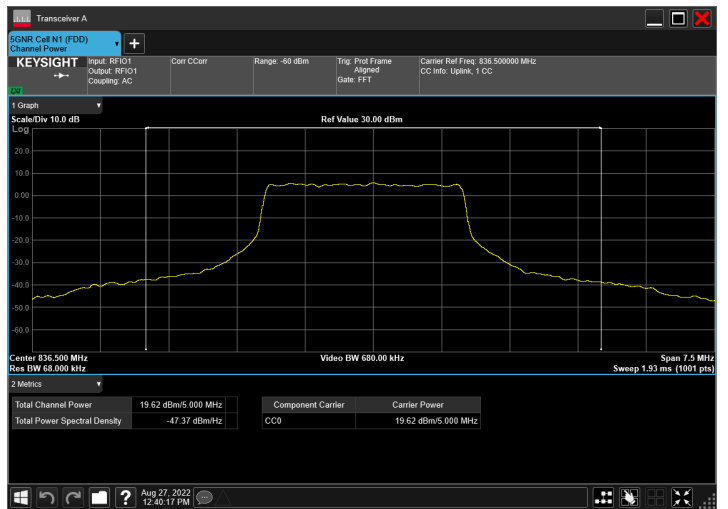 Transceiver A
5GNR Cell N1 (FDD)
Channel Power
KEYSIGHT
LXI
Input: RFIO1
Output: RFIO1
Coupling: AC
Corr CCorr
Range: -60 dBm
Trig: Prot Frame
Aligned
Gate: FFT
Carrier Ref Freq: 836.500000 MHz
CC Info: Uplink, 1 CC
1 Graph
Scale/Div 10.0 dB
Ref Value 30.00 dBm
Log
20.0
10.0
0.00
-10.0
-20.0
-30.0
-40.0
-50.0
-60.0
Center 836.500 MHz
Video BW 680.00 kHz
Span 7.5 MHz
Res BW 68.000 kHz
Sweep 1.93 ms (1001 pts)
2 Metrics
Total Channel Power 19.62 dBm/5.000 MHz
Total Power Spectral Density -47.37 dBm/Hz
Component Carrier Carrier Power
CC0 19.62 dBm/5.000 MHz
?
Aug 27, 2022
12:40:17 PM